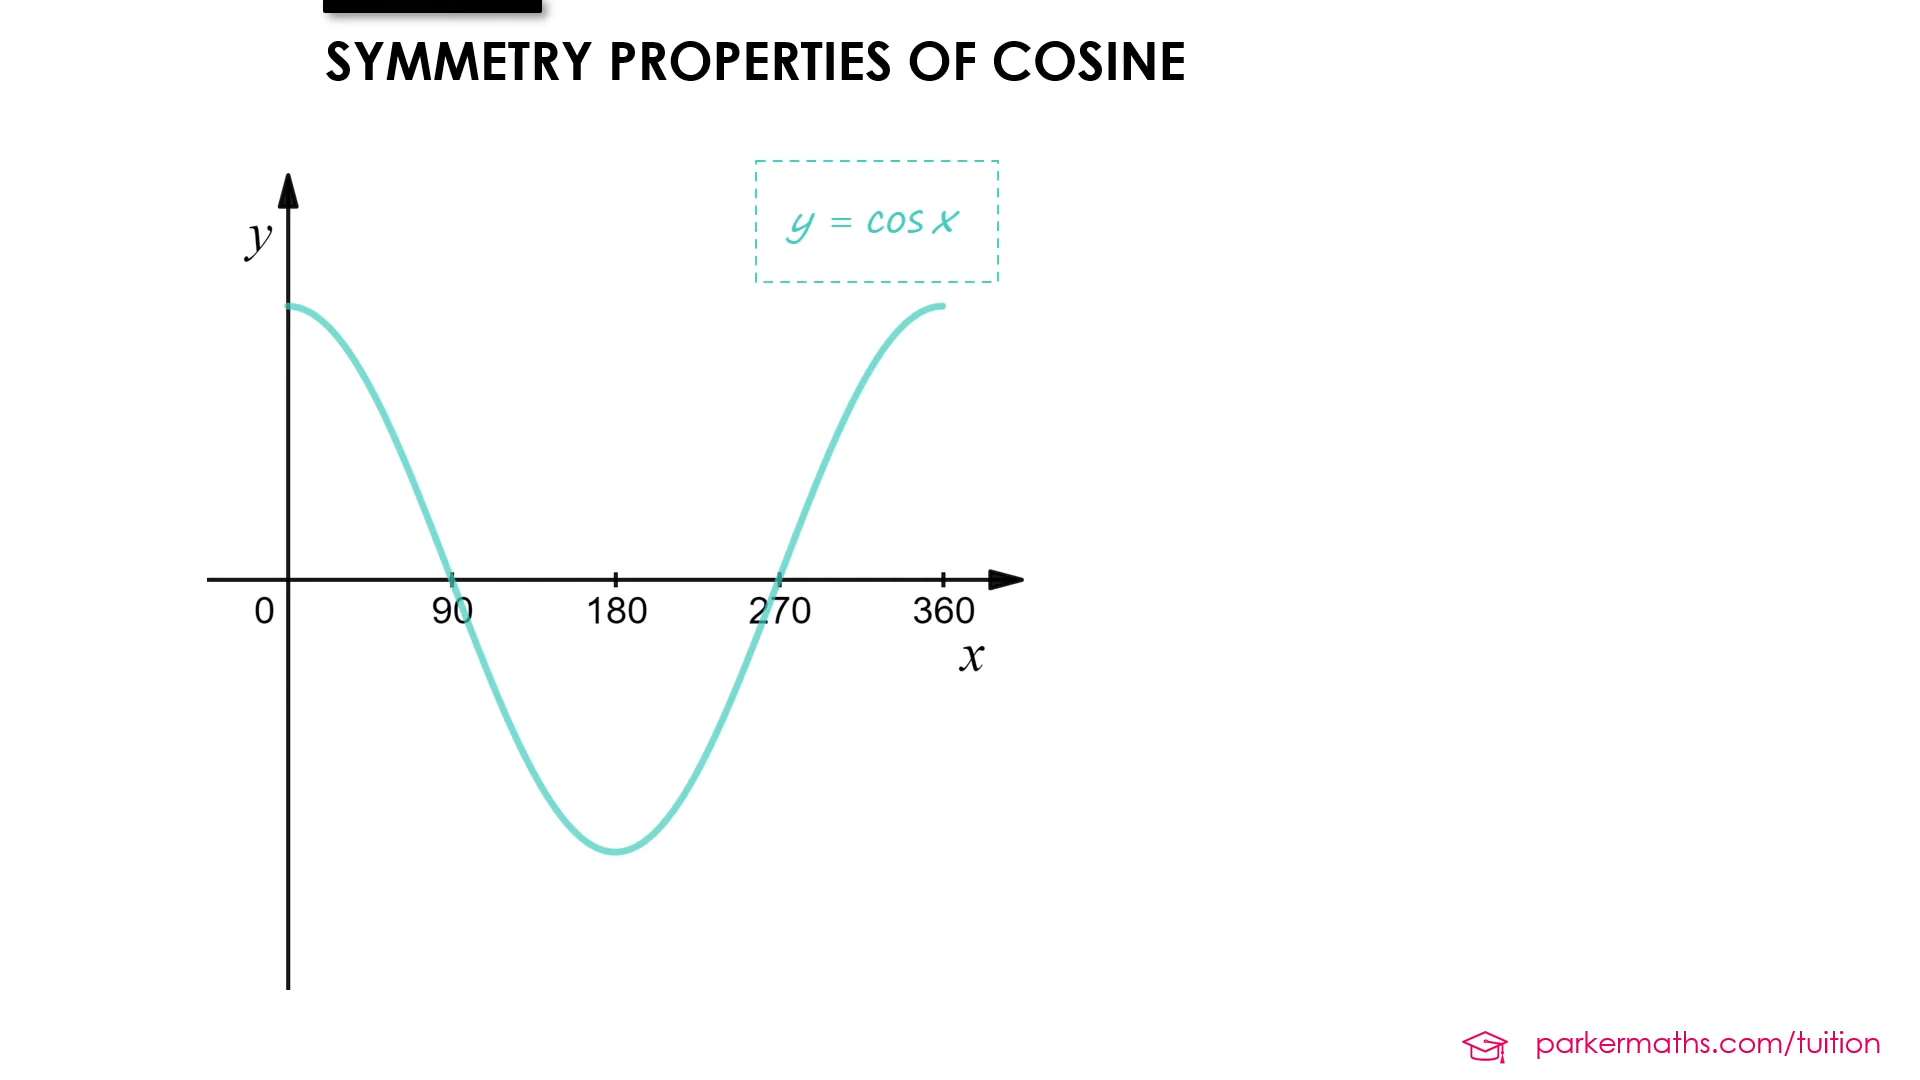 SYMMETRY PROPERTIES OF COSINE
y = cos x
y
0 90 180 270 360
x
parkermaths.com/tuition